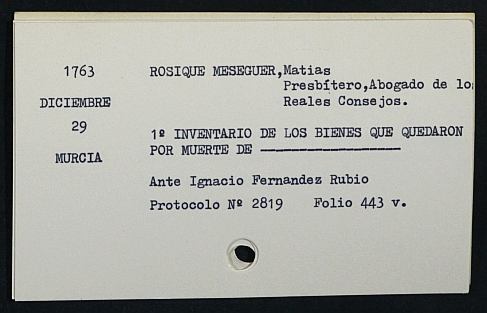 1763
ROSIQUE MESEGUER,Matias
Presbítero,Abogado de los
DICIEMBRE
Reales Consejos.
29
1º INVENTARIO DE LOS BIENES QUE QUEDARON
MURCIA
POR MUERTE DE ------------------
Ante Ignacio Fernandez Rubio
Protocolo Nº 2819 Folio 443 v.